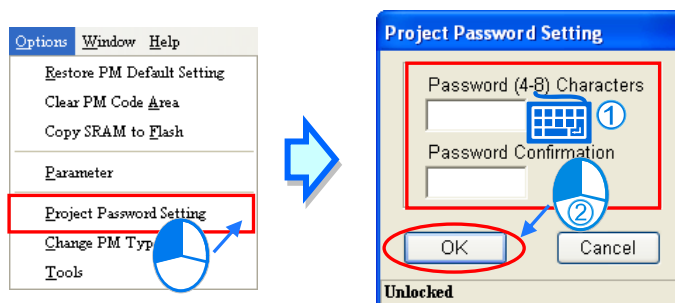 Options Window Help
Restore PM Default Setting
Clear PM Code Area
Copy SRAM to Flash
Parameter
Project Password Setting
Change PM Typ
Tools
Project Password Setting
Password (4-8) Characters
1
Password Confirmation
2
OK Cancel
Unlocked